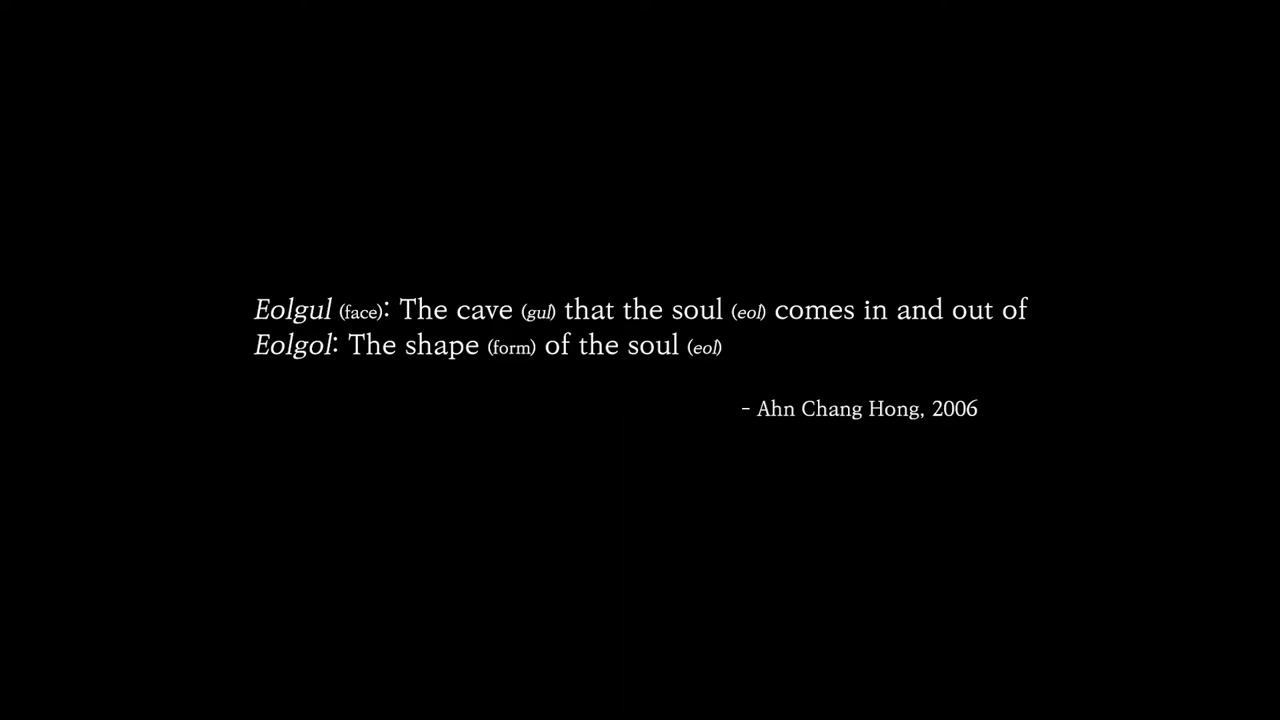 Eolgul (face): The cave (gul) that the soul (eol) comes in and out of
Eolgol: The shape (form) of the soul (eol)
- Ahn Chang Hong, 2006